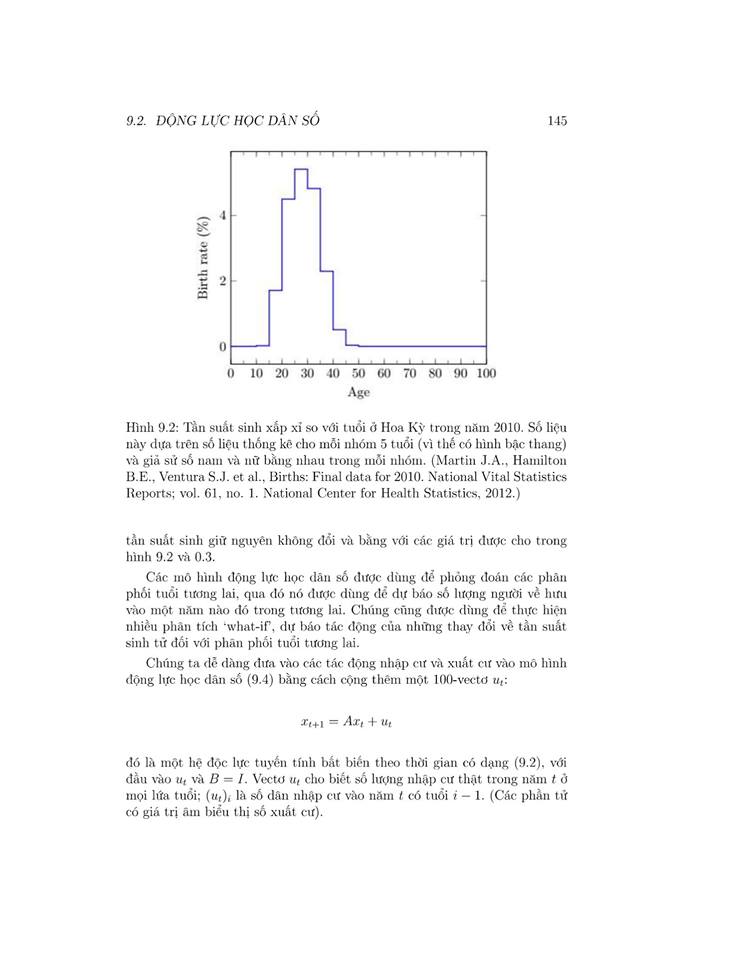 9.2. ĐỘNG LỰC HỌC DÂN SỐ 145
4
2
0
Birth rate (%)
0 10 20 30 40 50 60 70 80 90 100
Age
Hình 9.2: Tần suất sinh xấp xỉ so với tuổi ở Hoa Kỳ trong năm 2010. Số liệu
này dựa trên số liệu thống kê cho mỗi nhóm 5 tuổi (vì thế có hình bậc thang)
và giả sử số nam và nữ bằng nhau trong mỗi nhóm. (Martin J.A., Hamilton
B.E., Ventura S.J. et al., Births: Final data for 2010. National Vital Statistics
Reports; vol. 61, no. 1. National Center for Health Statistics, 2012.)
tần suất sinh giữ nguyên không đổi và bằng với các giá trị được cho trong
hình 9.2 và 0.3.
Các mô hình động lực học dân số được dùng để phỏng đoán các phân
phối tuổi tương lai, qua đó nó được dùng để dự báo số lượng người về hưu
vào một năm nào đó trong tương lai. Chúng cũng được dùng để thực hiện
nhiều phân tích ‘what-if’, dự báo tác động của những thay đổi về tần suất
sinh tử đối với phân phối tuổi tương lai.
Chúng ta dễ dàng đưa vào các tác động nhập cư và xuất cư vào mô hình
động lực học dân số (9.4) bằng cách cộng thêm một 100-vectơ uₜ:
xₜ₊₁ = Axₜ + uₜ
đó là một hệ độc lực tuyến tính bất biến theo thời gian có dạng (9.2), với
đầu vào uₜ và B = I. Vectơ uₜ cho biết số lượng nhập cư thật trong năm t ở
mọi lứa tuổi; (uₜ)ᵢ là số dân nhập cư vào năm t có tuổi i − 1. (Các phần tử
có giá trị âm biểu thị số xuất cư).